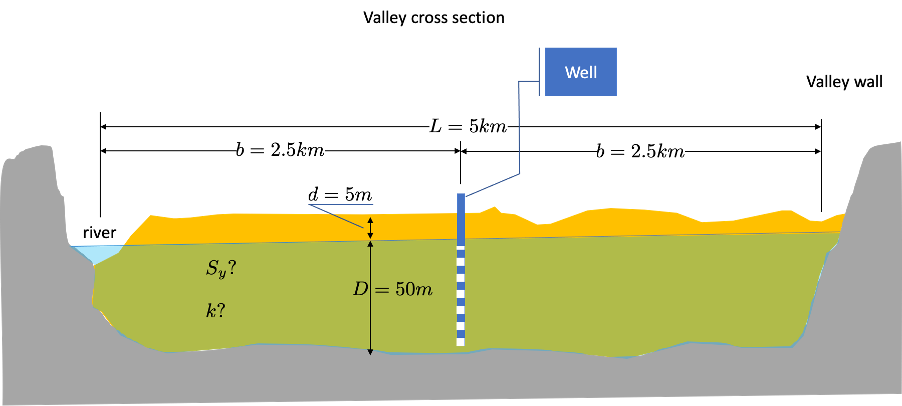 Valley cross section
Well
Valley wall
L = 5km
b = 2.5km
b = 2.5km
d = 5m
river
S_y?
D = 50m
k?